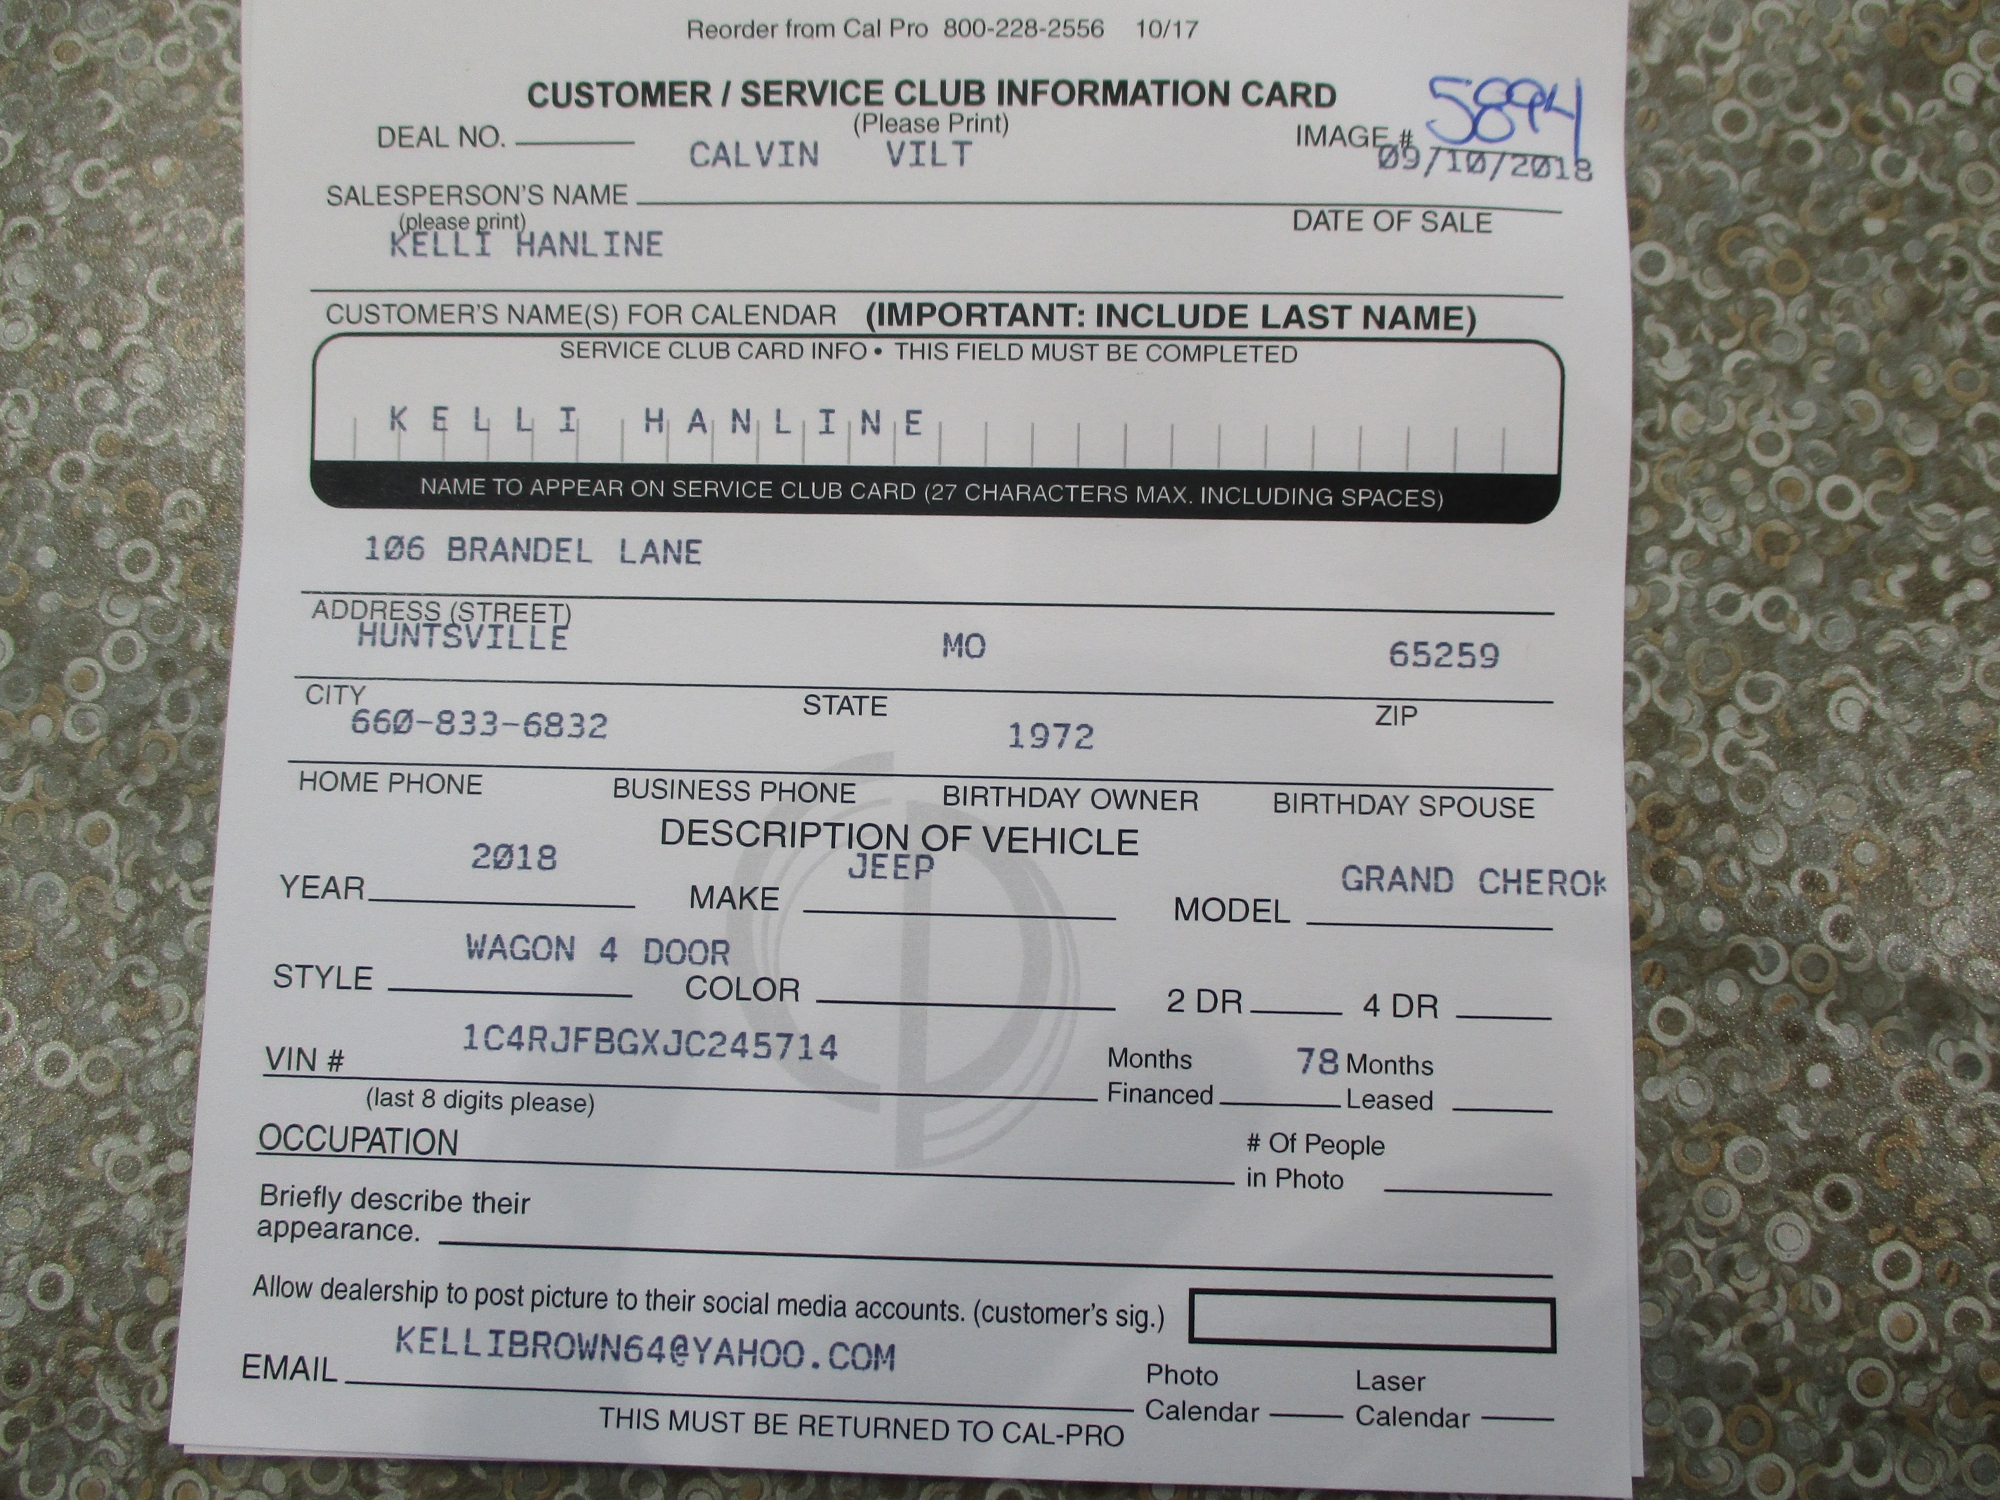 Reorder from Cal Pro 800-228-2556 10/17
CUSTOMER / SERVICE CLUB INFORMATION CARD
(Please Print)
5894
DEAL NO.
IMAGE #
CALVIN VILT
09/10/2018
SALESPERSON'S NAME
(please print)
DATE OF SALE
KELLI HANLINE
CUSTOMER'S NAME(S) FOR CALENDAR (IMPORTANT: INCLUDE LAST NAME)
SERVICE CLUB CARD INFO • THIS FIELD MUST BE COMPLETED
KELLI HANLINE
NAME TO APPEAR ON SERVICE CLUB CARD (27 CHARACTERS MAX. INCLUDING SPACES)
106 BRANDEL LANE
ADDRESS (STREET)
HUNTSVILLE MO 65259
CITY STATE ZIP
660-833-6832 1972
HOME PHONE BUSINESS PHONE BIRTHDAY OWNER BIRTHDAY SPOUSE
DESCRIPTION OF VEHICLE
2018 JEEP GRAND CHEROK
YEAR MAKE MODEL
WAGON 4 DOOR
STYLE COLOR 2 DR 4 DR
1C4RJFBGXJC245714
VIN # Months 78 Months
(last 8 digits please) Financed Leased
OCCUPATION # Of People
in Photo
Briefly describe their
appearance.
Allow dealership to post picture to their social media accounts. (customer's sig.)
KELLIBROWN64@YAHOO.COM
EMAIL Photo Laser
Calendar Calendar
THIS MUST BE RETURNED TO CAL-PRO